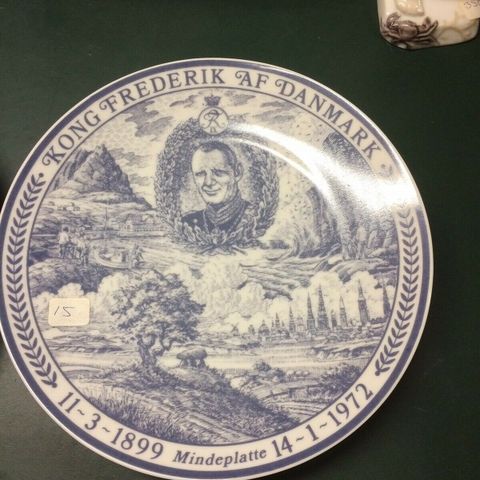 KONG FREDERIK AF DANMARK
15
11-3-1899 Mindeplatte 14-1-1972